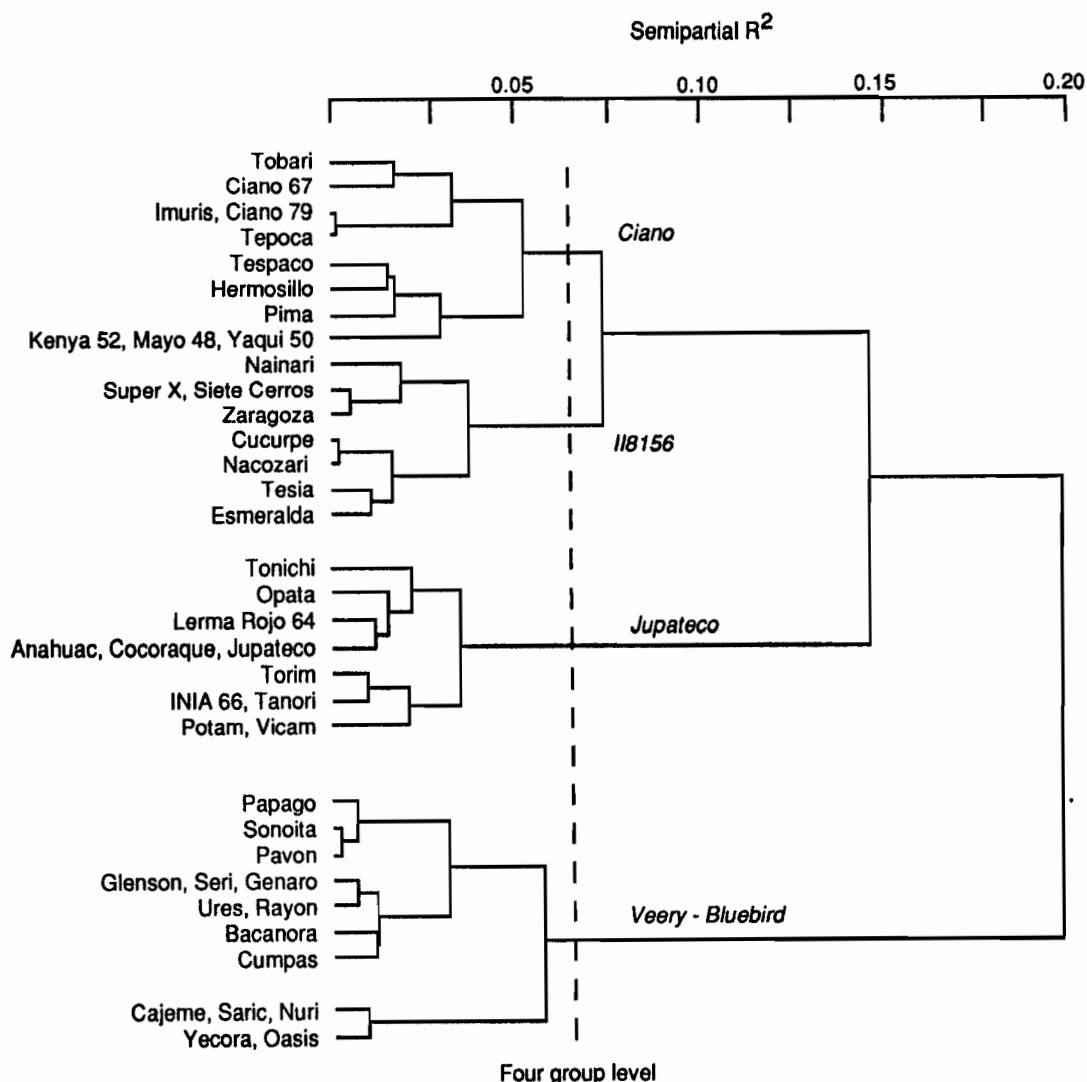 Semipartial R2
0.05 0.10 0.15 0.20
Tobari
Ciano 67
Imuris, Ciano 79
Ciano
Tepoca
Tespaco
Hermosillo
Pima
Kenya 52, Mayo 48, Yaqui 50
Nainari
Super X, Siete Cerros
Zaragoza
Cucurpe
II8156
Nacozari
Tesia
Esmeralda
Tonichi
Opata
Lerma Rojo 64
Jupateco
Anahuac, Cocoraque, Jupateco
Torim
INIA 66, Tanori
Potam, Vicam
Papago
Sonoita
Pavon
Glenson, Seri, Genaro
Ures, Rayon
Veery - Bluebird
Bacanora
Cumpas
Cajeme, Saric, Nuri
Yecora, Oasis
Four group level